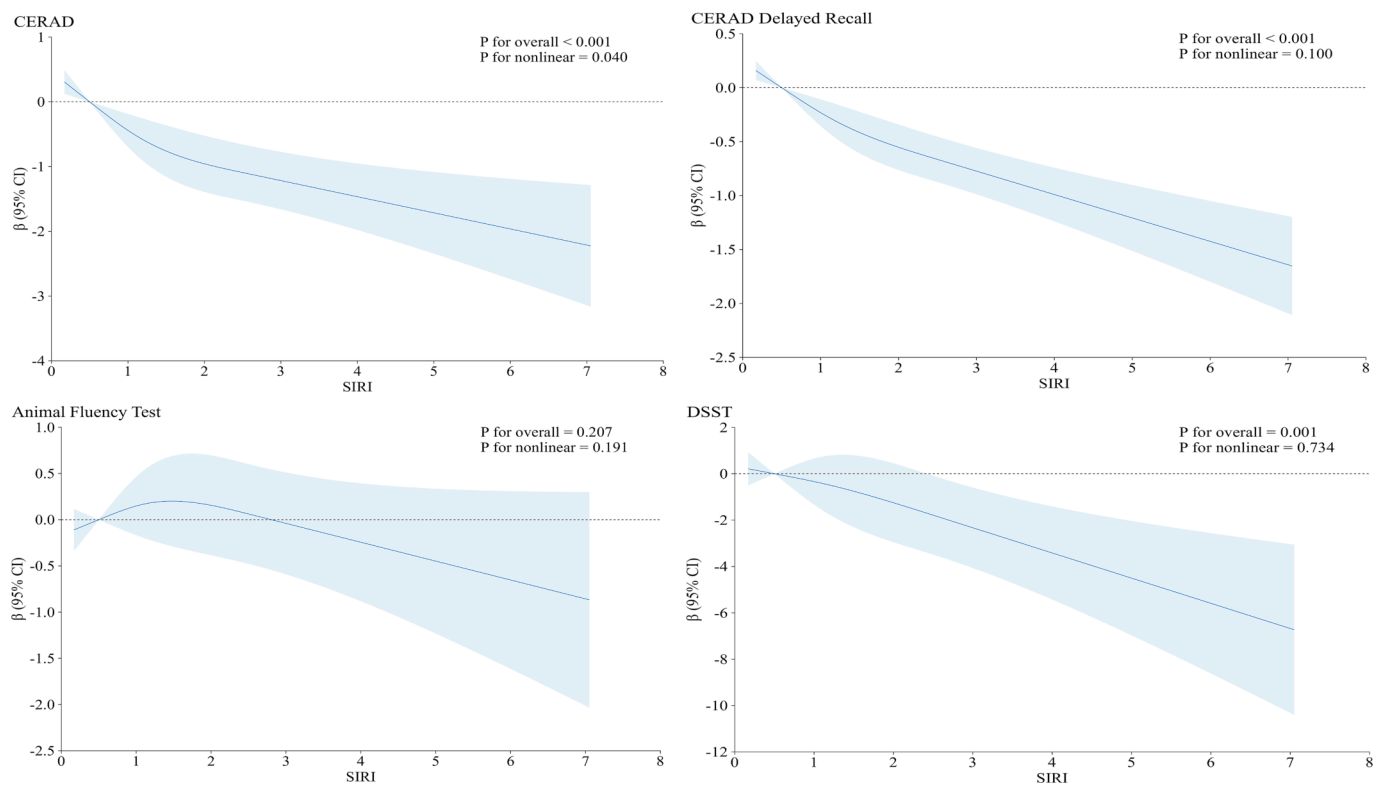 CERAD
P for overall < 0.001
P for nonlinear = 0.040
1
0
-1
-2
-3
-4
β (95% CI)
0 1 2 3 4 5 6 7 8
SIRI
CERAD Delayed Recall
P for overall < 0.001
P for nonlinear = 0.100
0.5
0.0
-0.5
-1.0
-1.5
-2.0
-2.5
β (95% CI)
0 1 2 3 4 5 6 7 8
SIRI
Animal Fluency Test
P for overall = 0.207
P for nonlinear = 0.191
1.0
0.5
0.0
-0.5
-1.0
-1.5
-2.0
-2.5
β (95% CI)
0 1 2 3 4 5 6 7 8
SIRI
DSST
P for overall = 0.001
P for nonlinear = 0.734
2
0
-2
-4
-6
-8
-10
-12
β (95% CI)
0 1 2 3 4 5 6 7 8
SIRI